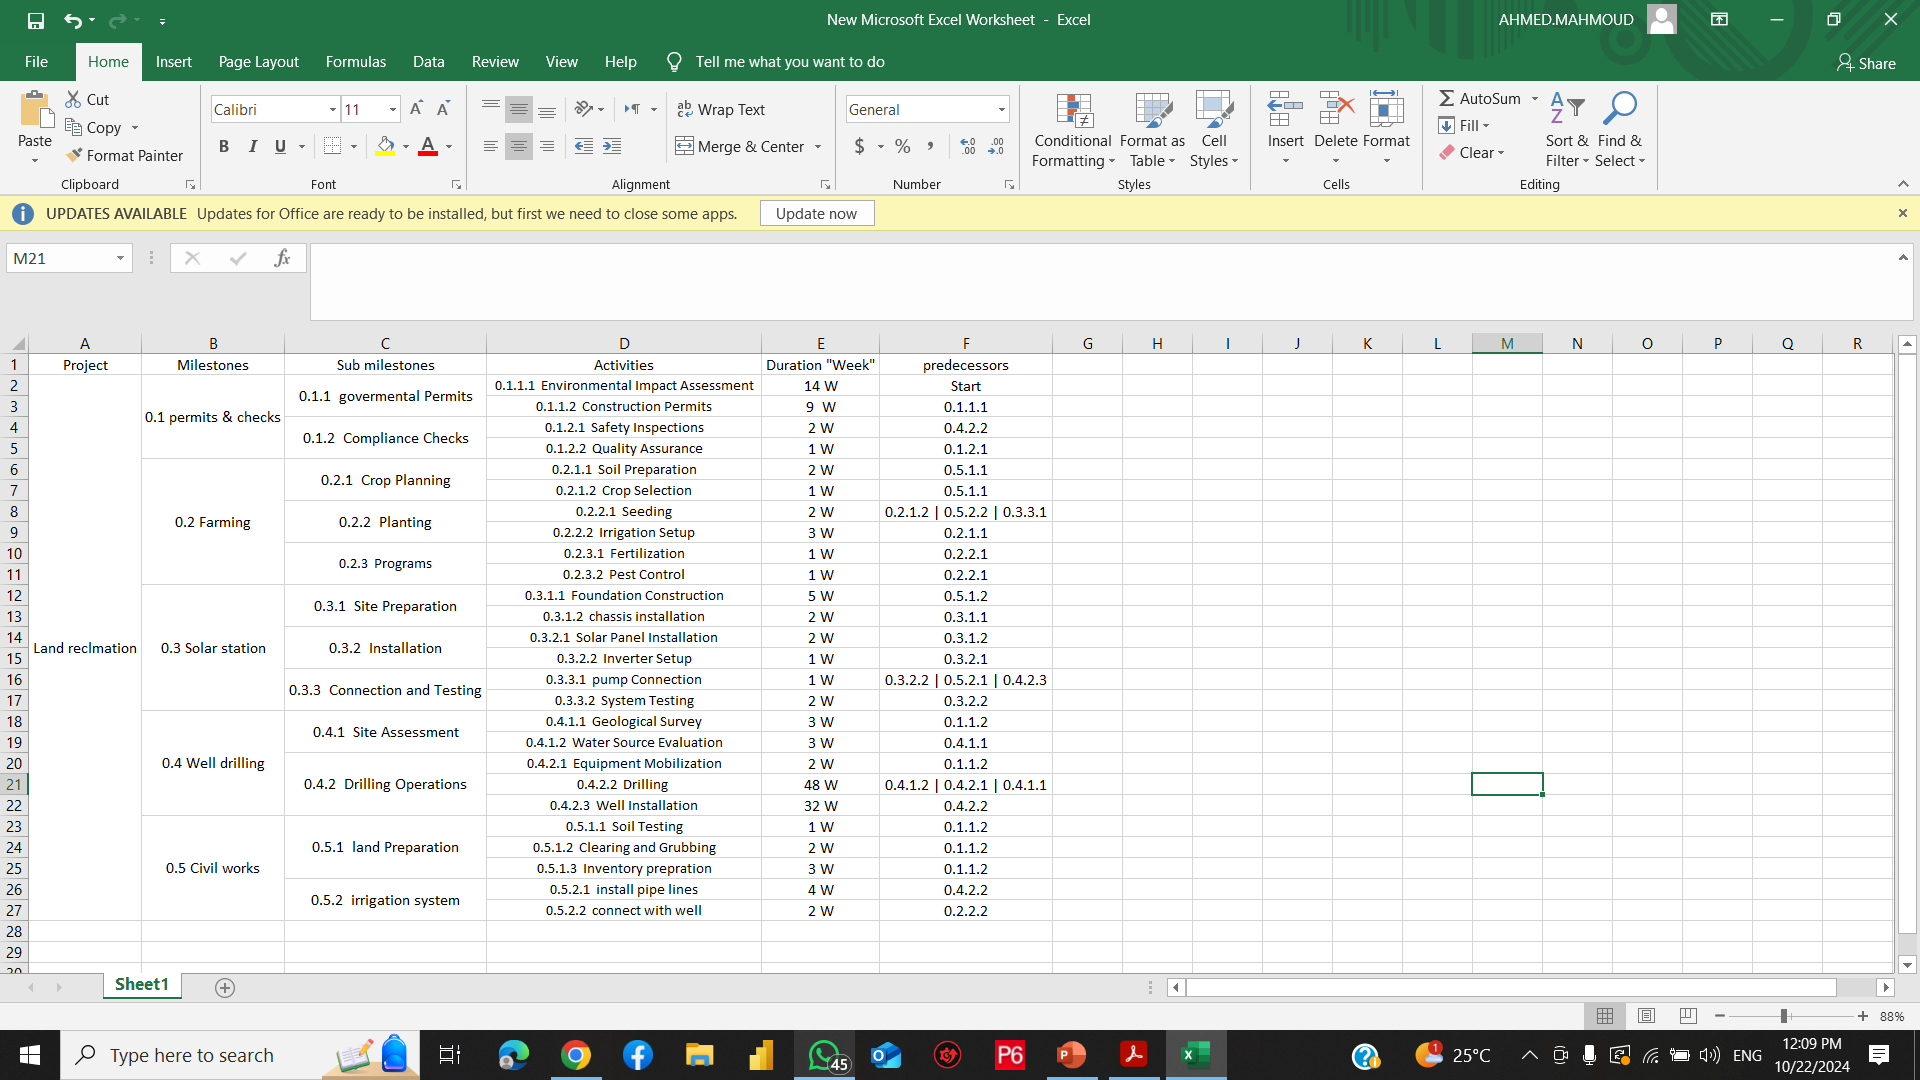 New Microsoft Excel Worksheet - Excel
AHMED.MAHMOUD
File Home Insert Page Layout Formulas Data Review View Help Tell me what you want to do
Share
Paste
Cut
Copy
Format Painter
Clipboard
Calibri 11
B I U
Font
Wrap Text
Merge & Center
Alignment
General
$ % ,
Number
Conditional Formatting
Format as Table
Cell Styles
Styles
Insert Delete Format
Cells
AutoSum
Fill
Clear
Sort & Filter
Find & Select
Editing
UPDATES AVAILABLE Updates for Office are ready to be installed, but first we need to close some apps. Update now
M21
fx
A B C D E F G H I J K L M N O P Q R
1 Project Milestones Sub milestones Activities Duration "Week" predecessors
2 Land reclmation 0.1 permits & checks 0.1.1 govermental Permits 0.1.1.1 Environmental Impact Assessment 14 W Start
3 0.1.1.2 Construction Permits 9 W 0.1.1.1
4 0.1.2 Compliance Checks 0.1.2.1 Safety Inspections 2 W 0.4.2.2
5 0.1.2.2 Quality Assurance 1 W 0.1.2.1
6 0.2 Farming 0.2.1 Crop Planning 0.2.1.1 Soil Preparation 2 W 0.5.1.1
7 0.2.1.2 Crop Selection 1 W 0.5.1.1
8 0.2.2 Planting 0.2.2.1 Seeding 2 W 0.2.1.2 | 0.5.2.2 | 0.3.3.1
9 0.2.2.2 Irrigation Setup 3 W 0.2.1.1
10 0.2.3 Programs 0.2.3.1 Fertilization 1 W 0.2.2.1
11 0.2.3.2 Pest Control 1 W 0.2.2.1
12 0.3 Solar station 0.3.1 Site Preparation 0.3.1.1 Foundation Construction 5 W 0.5.1.2
13 0.3.1.2 chassis installation 2 W 0.3.1.1
14 0.3.2 Installation 0.3.2.1 Solar Panel Installation 2 W 0.3.1.2
15 0.3.2.2 Inverter Setup 1 W 0.3.2.1
16 0.3.3 Connection and Testing 0.3.3.1 pump Connection 1 W 0.3.2.2 | 0.5.2.1 | 0.4.2.3
17 0.3.3.2 System Testing 2 W 0.3.2.2
18 0.4 Well drilling 0.4.1 Site Assessment 0.4.1.1 Geological Survey 3 W 0.1.1.2
19 0.4.1.2 Water Source Evaluation 3 W 0.4.1.1
20 0.4.2 Drilling Operations 0.4.2.1 Equipment Mobilization 2 W 0.1.1.2
21 0.4.2.2 Drilling 48 W 0.4.1.2 | 0.4.2.1 | 0.4.1.1
22 0.4.2.3 Well Installation 32 W 0.4.2.2
23 0.5 Civil works 0.5.1 land Preparation 0.5.1.1 Soil Testing 1 W 0.1.1.2
24 0.5.1.2 Clearing and Grubbing 2 W 0.1.1.2
25 0.5.1.3 Inventory prepration 3 W 0.1.1.2
26 0.5.2 irrigation system 0.5.2.1 install pipe lines 4 W 0.4.2.2
27 0.5.2.2 connect with well 2 W 0.2.2.2
28
29
Sheet1
88%
Type here to search
45
P6
1
25°C
ENG
12:09 PM
10/22/2024